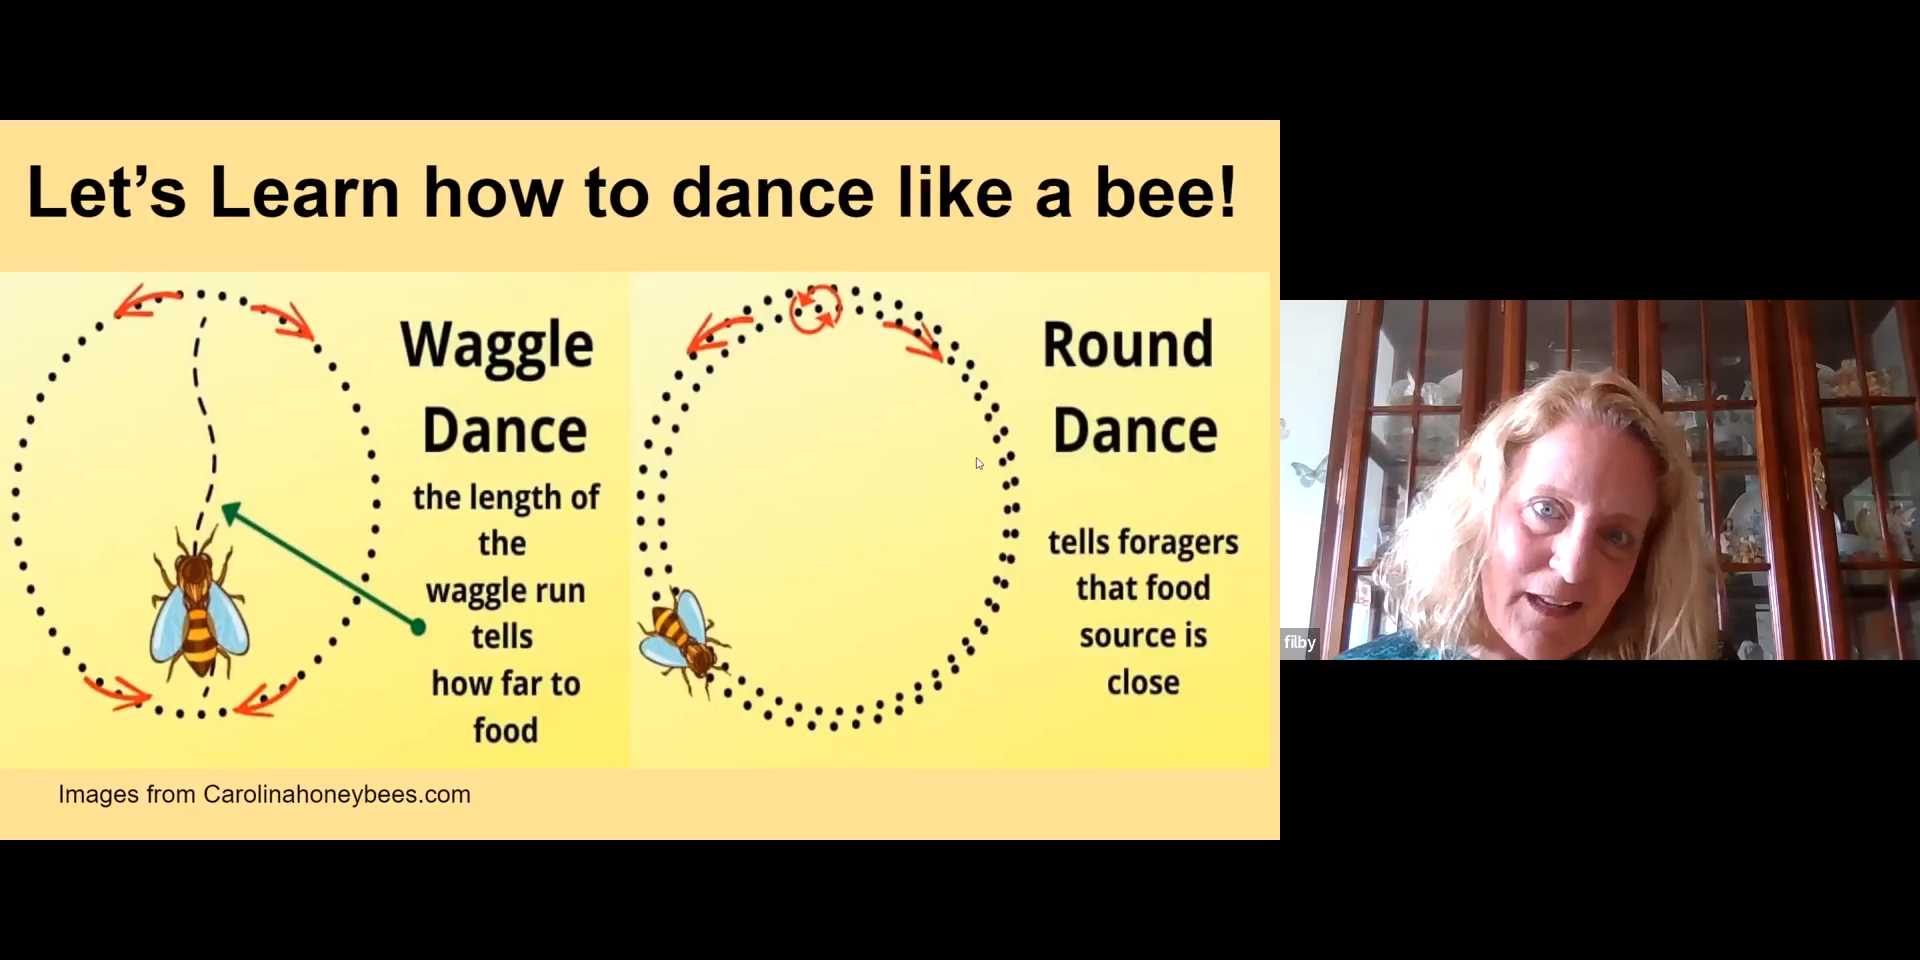 Let’s Learn how to dance like a bee!
Waggle
Dance
the length of
the
waggle run
tells
how far to
food
Round
Dance
tells foragers
that food
source is
close
Images from Carolinahoneybees.com
filby